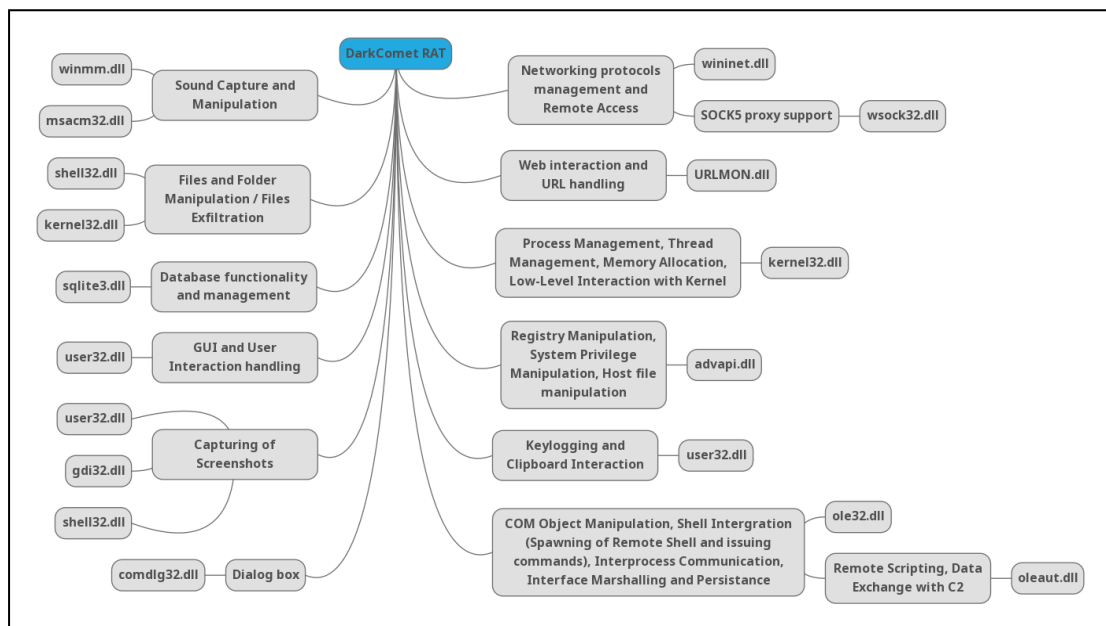 DarkComet RAT
winmm.dll
msacm32.dll
Sound Capture and
Manipulation
shell32.dll
kernel32.dll
Files and Folder
Manipulation / Files
Exfiltration
sqlite3.dll
Database functionality
and management
user32.dll
GUI and User
Interaction handling
user32.dll
gdi32.dll
shell32.dll
Capturing of
Screenshots
comdlg32.dll
Dialog box
Networking protocols
management and
Remote Access
wininet.dll
SOCK5 proxy support
wsock32.dll
Web interaction and
URL handling
URLMON.dll
Process Management, Thread
Management, Memory Allocation,
Low-Level Interaction with Kernel
kernel32.dll
Registry Manipulation,
System Privilege
Manipulation, Host file
manipulation
advapi.dll
Keylogging and
Clipboard Interaction
user32.dll
COM Object Manipulation, Shell Intergration
(Spawning of Remote Shell and issuing
commands), Interprocess Communication,
Interface Marshalling and Persistance
ole32.dll
Remote Scripting, Data
Exchange with C2
oleaut.dll